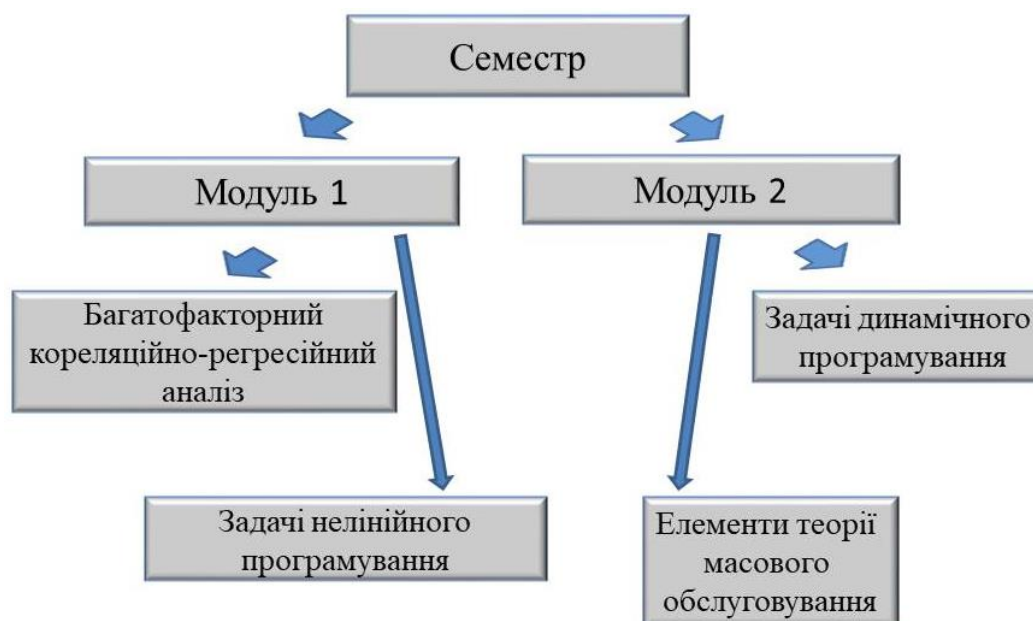 Семестр
Модуль 1
Модуль 2
Багатофакторний
кореляційно-регресійний
аналіз
Задачі динамічного
програмування
Задачі нелінійного
програмування
Елементи теорії
масового
обслуговування